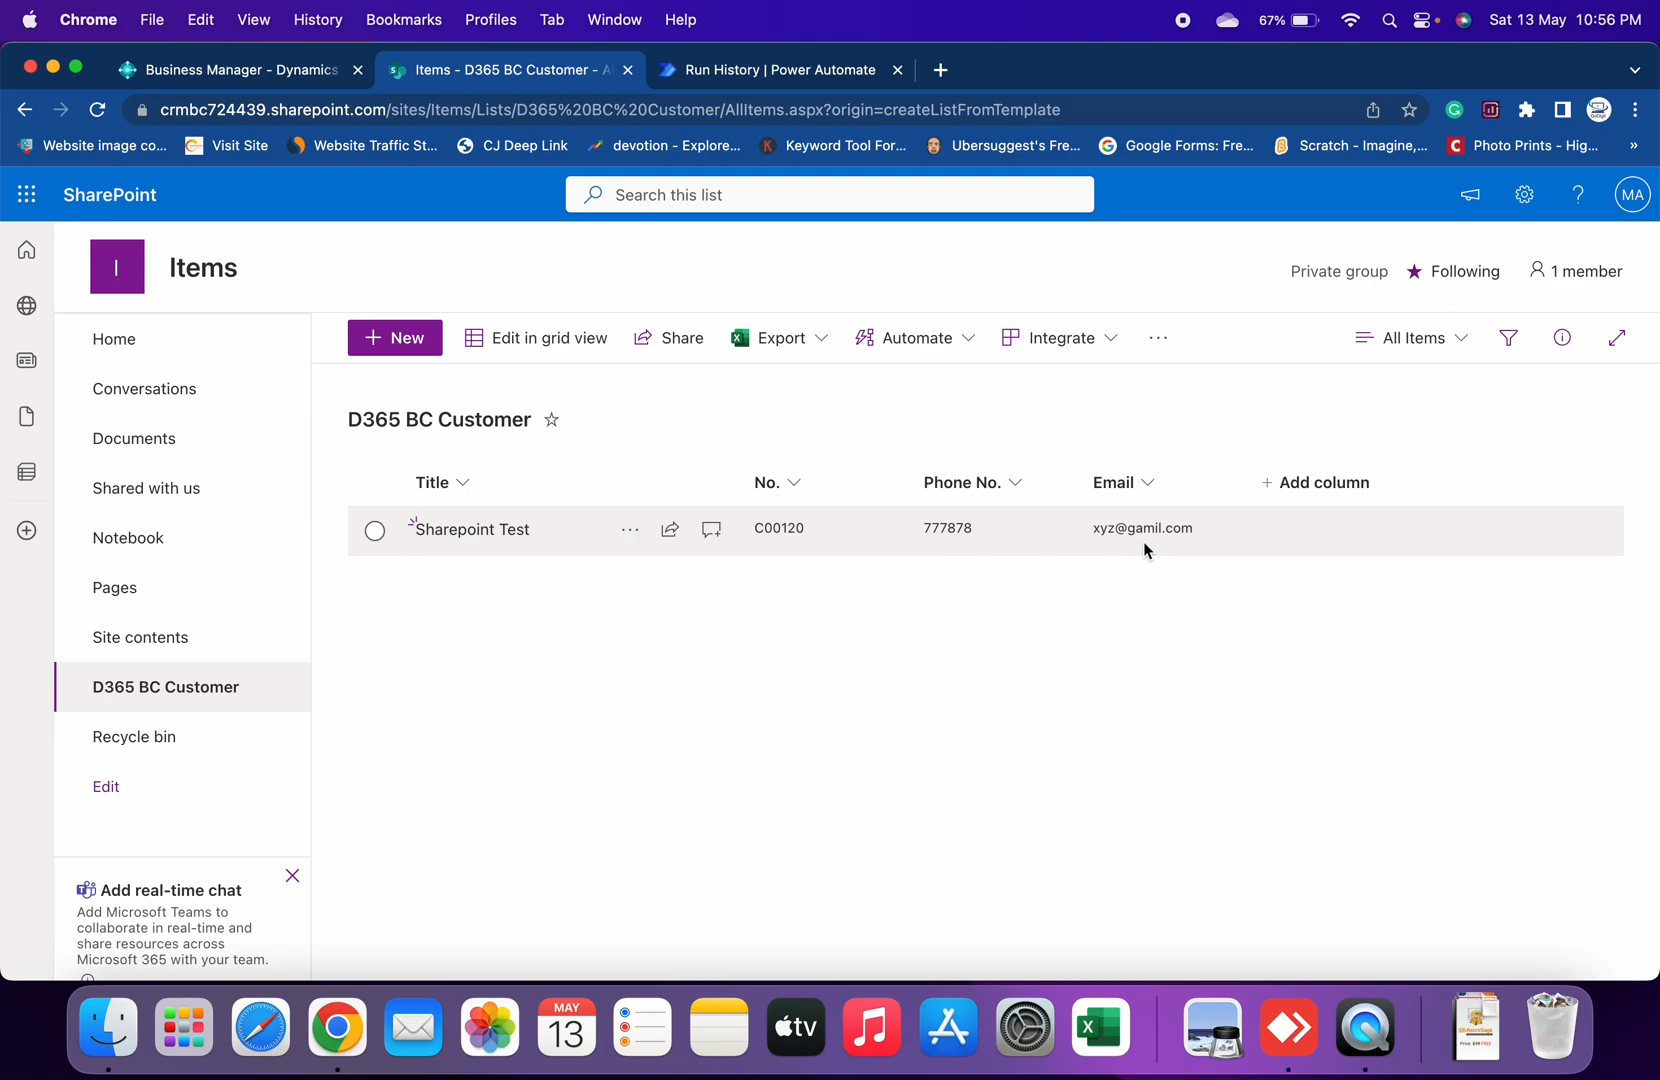 Chrome File Edit View History Bookmarks Profiles Tab Window Help 67% Sat 13 May 10:56 PM
Business Manager - Dynamics Items - D365 BC Customer - A Run History | Power Automate
crmbc724439.sharepoint.com/sites/Items/Lists/D365%20BC%20Customer/AllItems.aspx?origin=createListFromTemplate
Website image co... Visit Site Website Traffic St... CJ Deep Link devotion - Explore... Keyword Tool For... Ubersuggest's Fre... Google Forms: Fre... Scratch - Imagine,... Photo Prints - Hig... »
SharePoint Search this list ? MA
I Items Private group Following 1 member
Home
Conversations
Documents
Shared with us
Notebook
Pages
Site contents
D365 BC Customer
Recycle bin
Edit
+ New Edit in grid view Share Export Automate Integrate ... All Items
D365 BC Customer
Title No. Phone No. Email + Add column
Sharepoint Test ... C00120 777878 xyz@gamil.com
Add real-time chat
Add Microsoft Teams to
collaborate in real-time and
share resources across
Microsoft 365 with your team.
MAY
13
tv
X